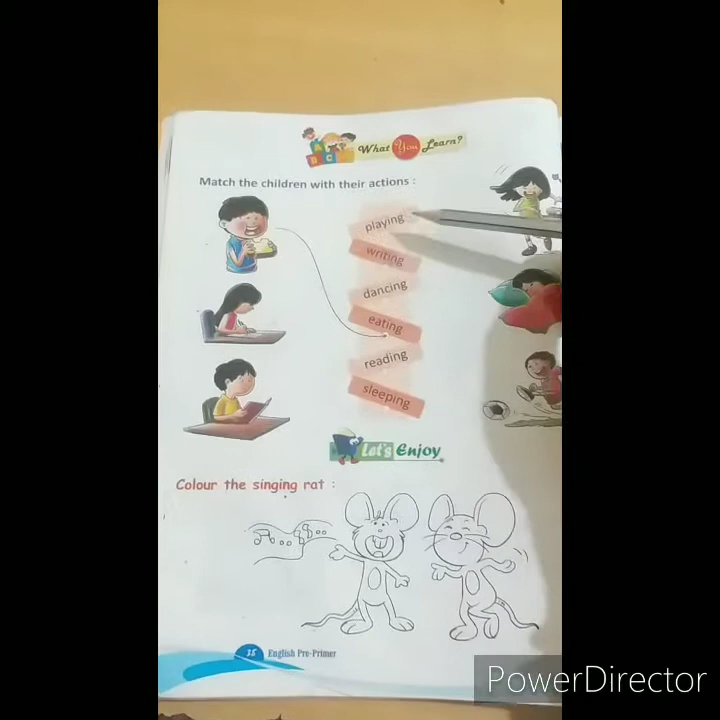 What You Learn?
Match the children with their actions :
playing
writing
dancing
eating
reading
sleeping
Let's Enjoy
Colour the singing rat :
English Pre-Primer
PowerDirector